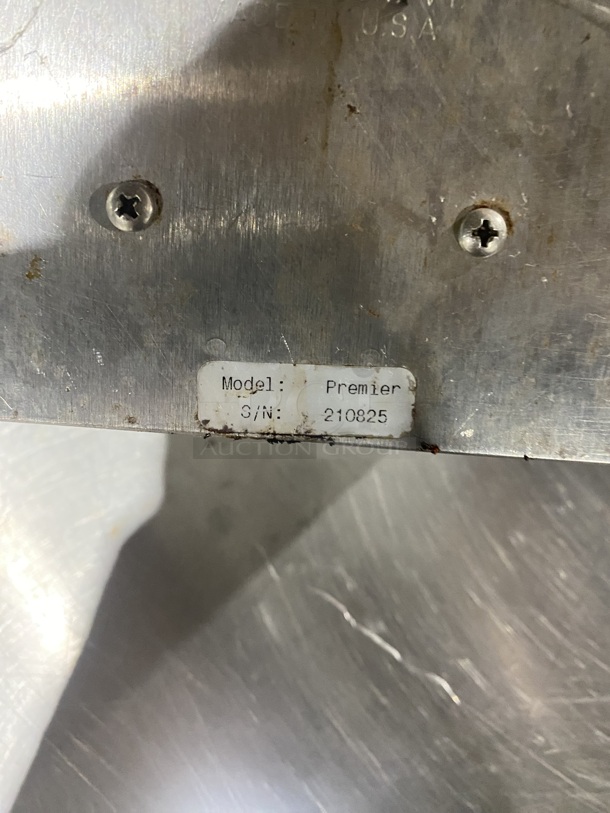 U.S.A
Model: Premier
S/N: 210825
AUCTION GROUP